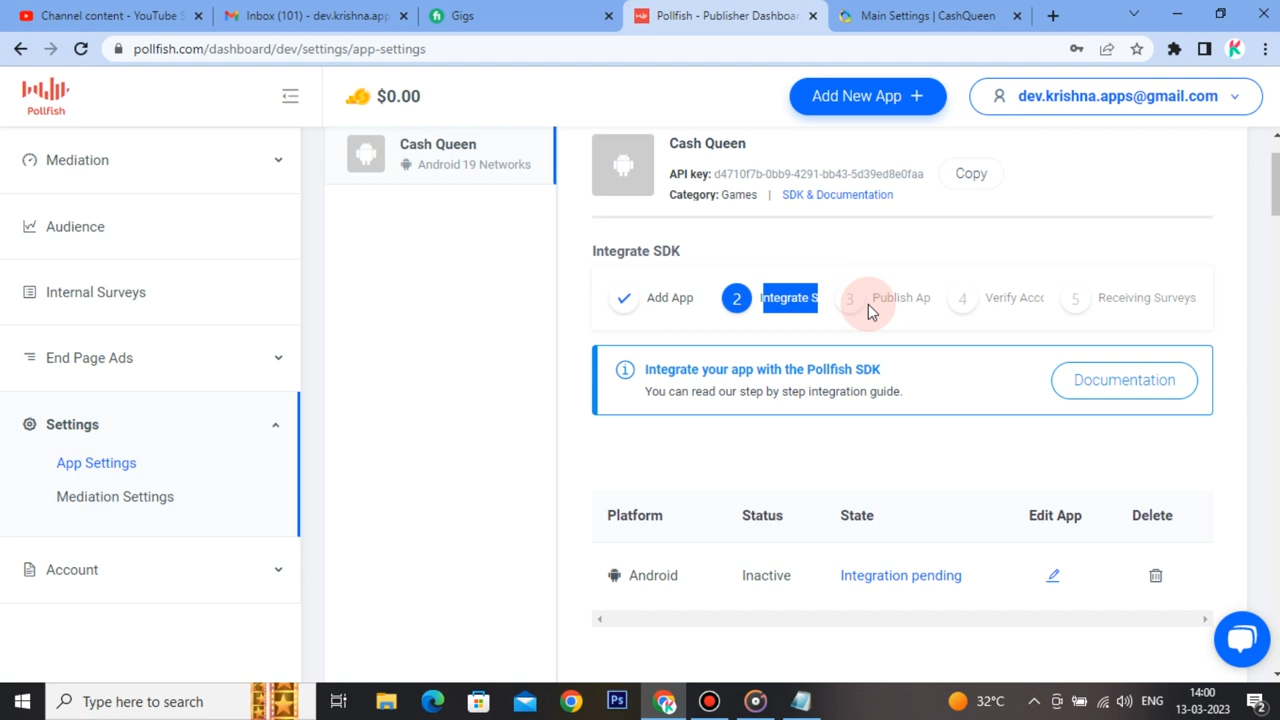 Channel content - YouTube S
Inbox (101) - dev.krishna.app
Gigs
Pollfish - Publisher Dashboa
Main Settings | CashQueen
pollfish.com/dashboard/dev/settings/app-settings
Pollfish
$0.00
Add New App +
dev.krishna.apps@gmail.com
Mediation
Audience
Internal Surveys
End Page Ads
Settings
App Settings
Mediation Settings
Account
Cash Queen
Android 19 Networks
Cash Queen
API key: d4710f7b-0bb9-4291-bb43-5d39ed8e0faa
Copy
Category: Games | SDK & Documentation
Integrate SDK
Add App
2 Integrate S
3 Publish Ap
4 Verify Acco
5 Receiving Surveys
Integrate your app with the Pollfish SDK
You can read our step by step integration guide.
Documentation
Platform Status State Edit App Delete
Android Inactive Integration pending
Type here to search
Ps
32°C
ENG
14:00
13-03-2023
2